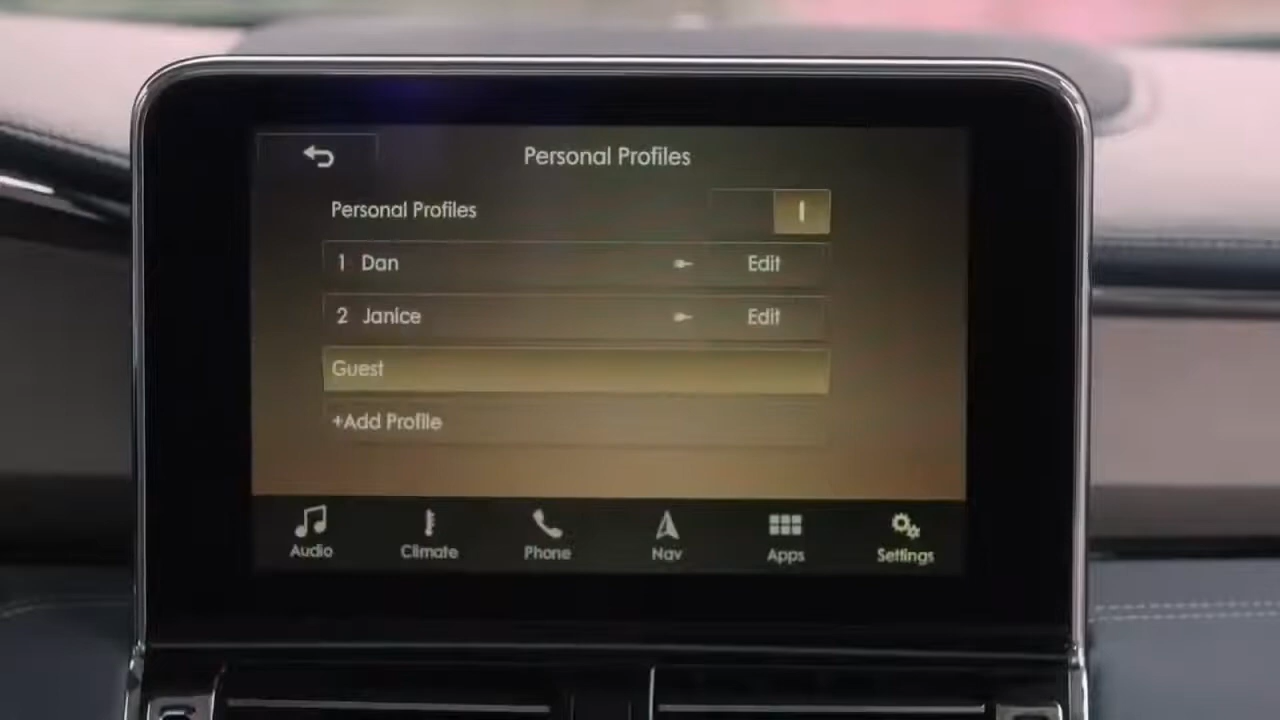 Personal Profiles
Personal Profiles
1 Dan Edit
2 Janice Edit
Guest
+Add Profile
Audio Climate Phone Nav Apps Settings